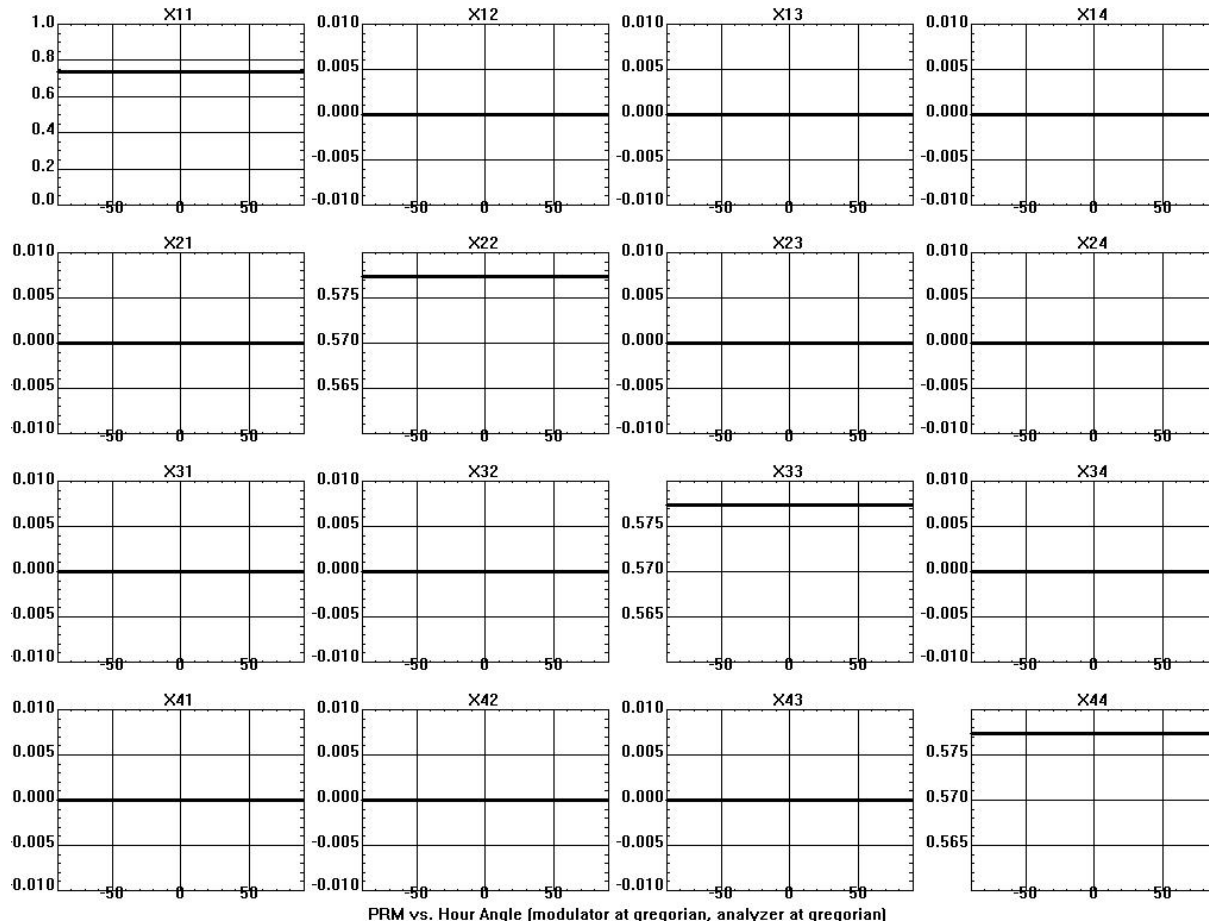 X11 X12 X13 X14
1.0 0.010 0.010 0.010
0.8 0.005 0.005 0.005
0.6 0.000 0.000 0.000
0.4
0.2 -0.005 -0.005 -0.005
0.0 -0.010 -0.010 -0.010
-50 0 50 -50 0 50 -50 0 50 -50 0 50
X21 X22 X23 X24
0.010 0.010 0.010
0.005 0.575 0.005 0.005
0.000 0.570 0.000 0.000
0.005 0.565 -0.005 -0.005
0.010 -0.010 -0.010
-50 0 50 -50 0 50 -50 0 50 -50 0 50
X31 X32 X33 X34
0.010 0.010 0.010
0.005 0.005 0.575 0.005
0.000 0.000 0.570 0.000
0.005 -0.005 0.565 -0.005
0.010 -0.010 -0.010
-50 0 50 -50 0 50 -50 0 50 -50 0 50
X41 X42 X43 X44
0.010 0.010 0.010
0.005 0.005 0.005 0.575
0.000 0.000 0.000 0.570
0.005 -0.005 -0.005 0.565
0.010 -0.010 -0.010
-50 0 50 -50 0 50 -50 0 50 -50 0 50
PRM vs. Hour Angle (modulator at gregorian, analyzer at gregorian)